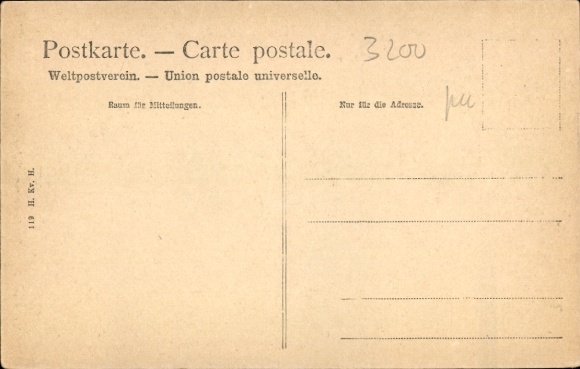 Postkarte. — Carte postale.
3200
Weltpostverein. — Union postale universelle.
Raum für Mitteilungen.
Nur für die Adresse.
119 H. Kv. H.